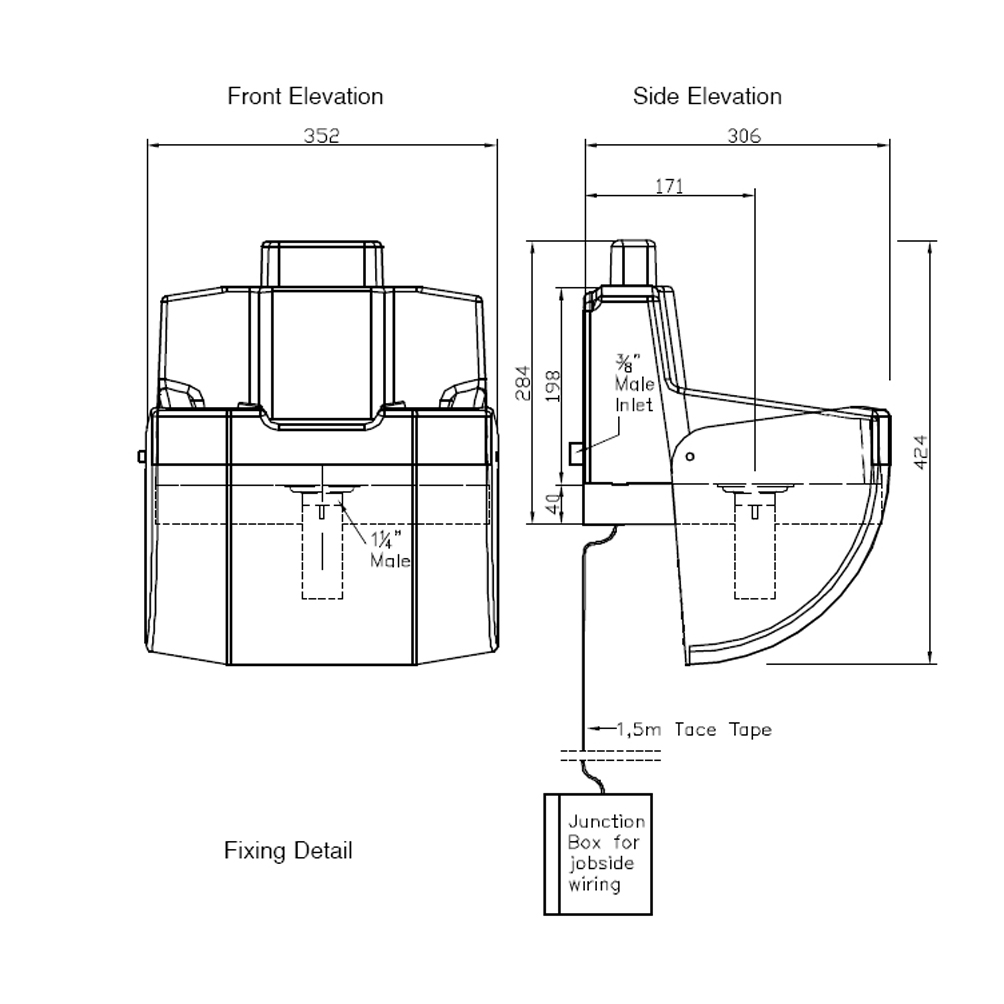 Front Elevation
Side Elevation
352
306
171
284
198
3/8"
Male
Inlet
424
40
1¼"
Male
1,5m Tace Tape
Junction
Box for
jobside
wiring
Fixing Detail